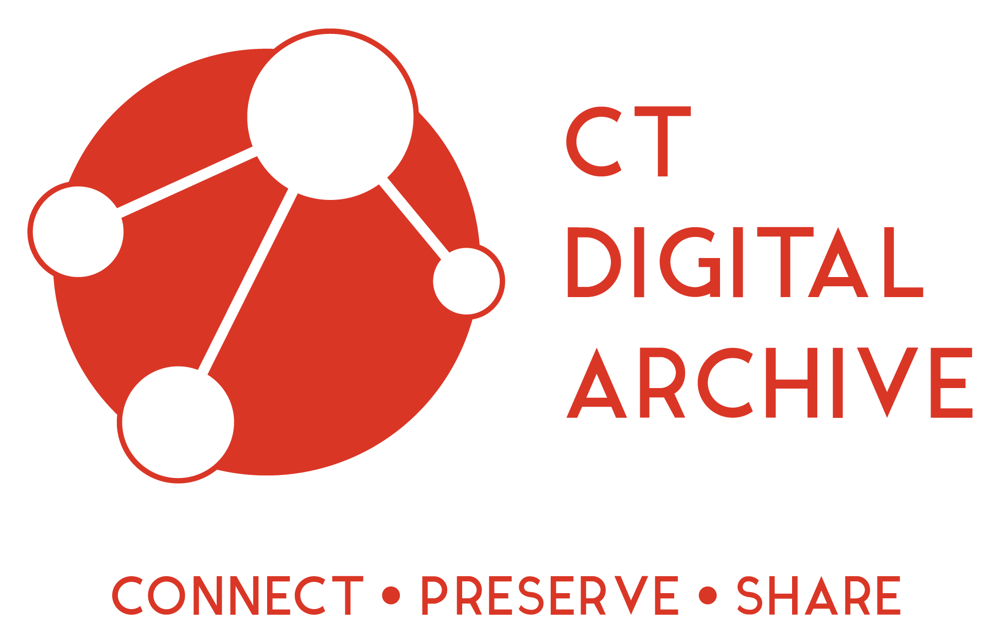 CT
DIGITAL
ARCHIVE
CONNECT • PRESERVE • SHARE